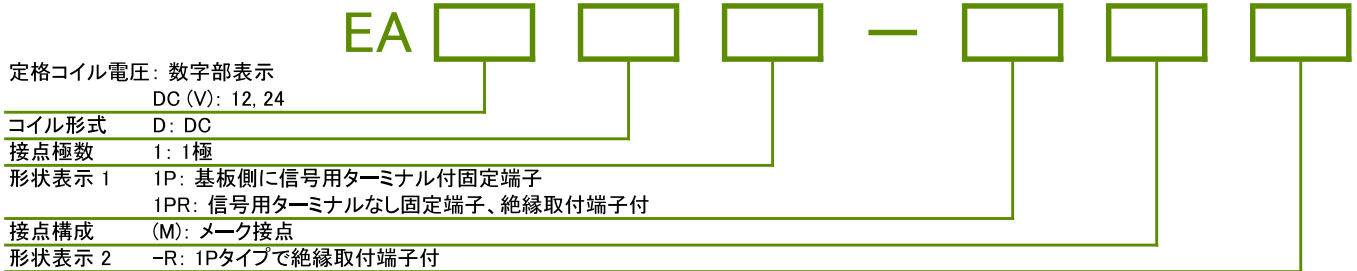 EA －
定格コイル電圧: 数字部表示
DC (V): 12, 24
コイル形式 D: DC
接点極数 1: 1極
形状表示 1 1P: 基板側に信号用ターミナル付固定端子
1PR: 信号用ターミナルなし固定端子、絶縁取付端子付
接点構成 (M): メーク接点
形状表示 2 -R: 1Pタイプで絶縁取付端子付